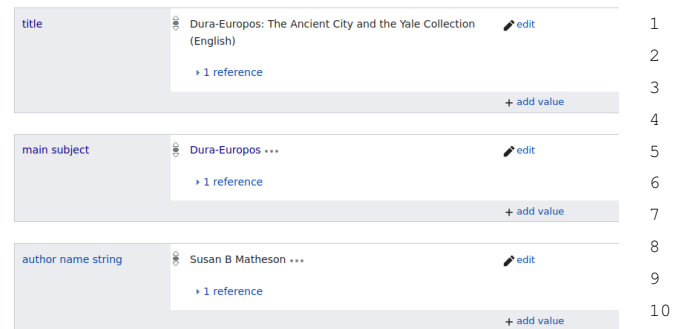 title Dura-Europos: The Ancient City and the Yale Collection edit 1
(English) 2
1 reference 3
+ add value 4
main subject Dura-Europos ••• edit 5
1 reference 6
+ add value 7
8
author name string Susan B Matheson ••• edit 9
1 reference 10
+ add value